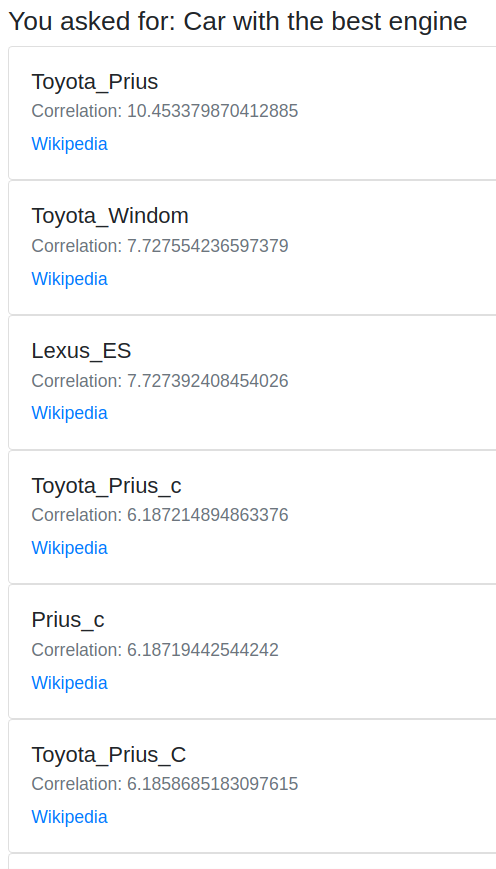 You asked for: Car with the best engine
Toyota_Prius
Correlation: 10.453379870412885
Wikipedia
Toyota_Windom
Correlation: 7.727554236597379
Wikipedia
Lexus_ES
Correlation: 7.727392408454026
Wikipedia
Toyota_Prius_c
Correlation: 6.187214894863376
Wikipedia
Prius_c
Correlation: 6.18719442544242
Wikipedia
Toyota_Prius_C
Correlation: 6.1858685183097615
Wikipedia